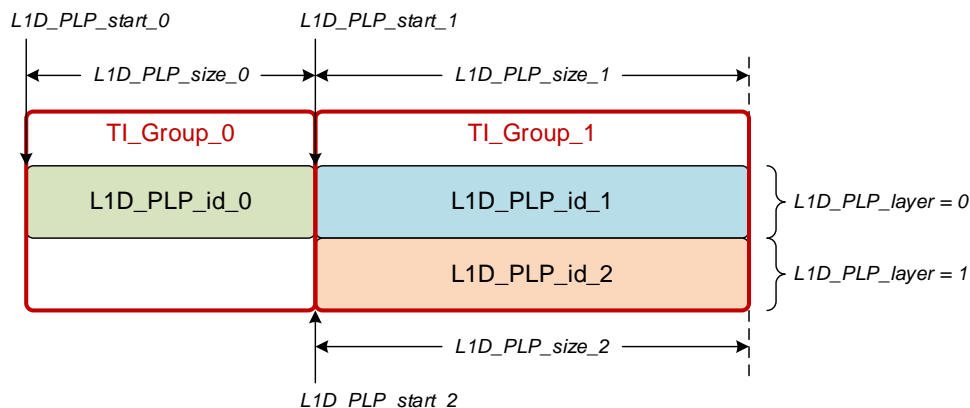 L1D_PLP_start_0
L1D_PLP_start_1
L1D_PLP_size_0
L1D_PLP_size_1
TI_Group_0
TI_Group_1
L1D_PLP_id_0
L1D_PLP_id_1
L1D_PLP_layer = 0
L1D_PLP_id_2
L1D_PLP_layer = 1
L1D_PLP_size_2
L1D_PLP_start_2